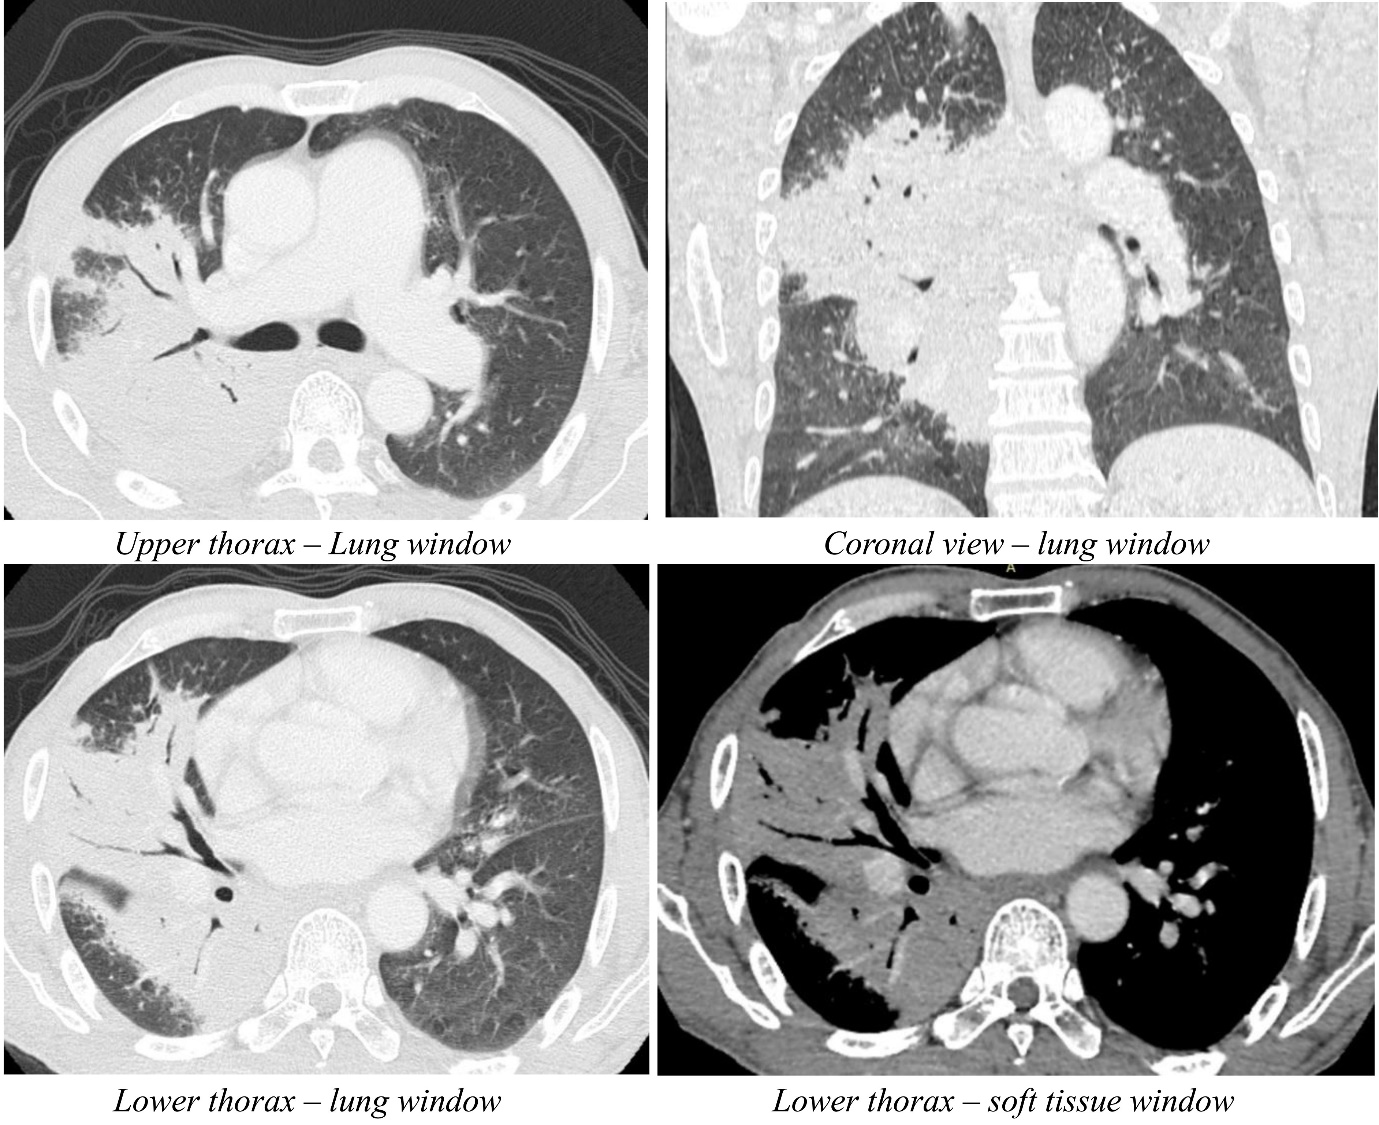 Upper thorax – Lung window
Coronal view – lung window
A
Lower thorax – lung window
Lower thorax – soft tissue window